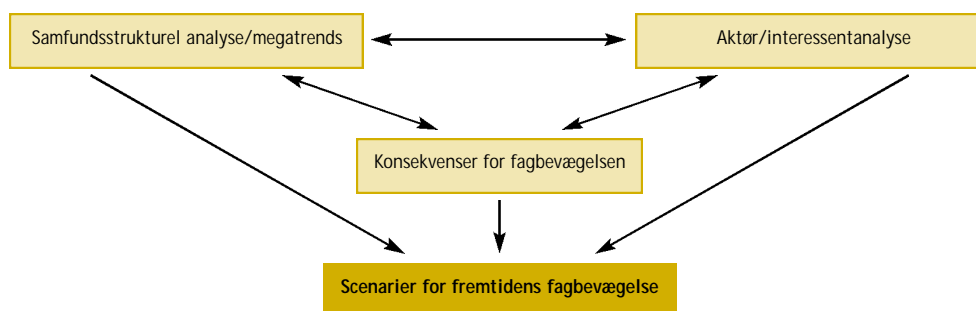 Samfundsstrukturel analyse/megatrends
Aktør/interessentanalyse
Konsekvenser for fagbevægelsen
Scenarier for fremtidens fagbevægelse